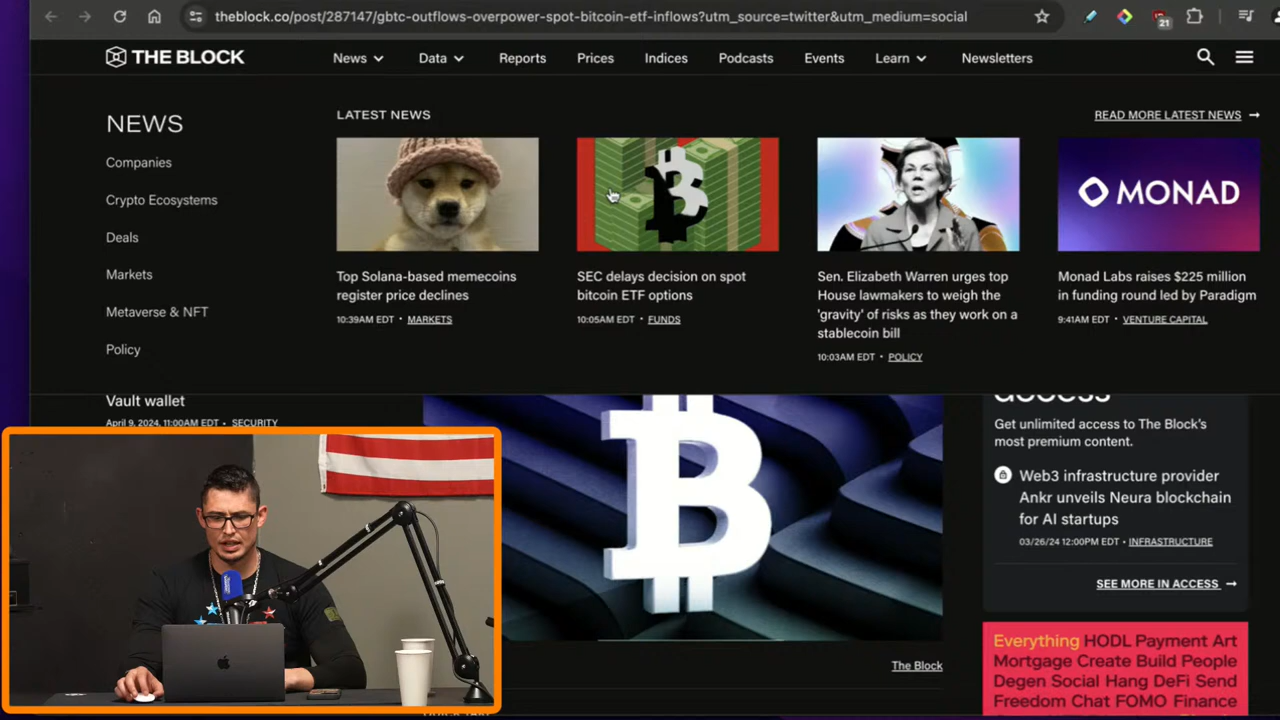 theblock.co/post/287147/gbtc-outflows-overpower-spot-bitcoin-etf-inflows?utm_source=twitter&utm_medium=social
21
THE BLOCK
News
Data
Reports
Prices
Indices
Podcasts
Events
Learn
Newsletters
NEWS
Companies
Crypto Ecosystems
Deals
Markets
Metaverse & NFT
Policy
LATEST NEWS
READ MORE LATEST NEWS →
Top Solana-based memecoins
register price declines
10:39AM EDT • MARKETS
SEC delays decision on spot
bitcoin ETF options
10:05AM EDT • FUNDS
Sen. Elizabeth Warren urges top
House lawmakers to weigh the
'gravity' of risks as they work on a
stablecoin bill
10:03AM EDT • POLICY
MONAD
Monad Labs raises $225 million
in funding round led by Paradigm
9:41AM EDT • VENTURE CAPITAL
Vault wallet
April 9, 2024, 11:00AM EDT • SECURITY
The Block
Get unlimited access to The Block's
most premium content.
Web3 infrastructure provider
Ankr unveils Neura blockchain
for AI startups
03/26/24 12:00PM EDT • INFRASTRUCTURE
SEE MORE IN ACCESS →
Everything HODL Payment Art
Mortgage Create Build People
Degen Social Hang DeFi Send
Freedom Chat FOMO Finance